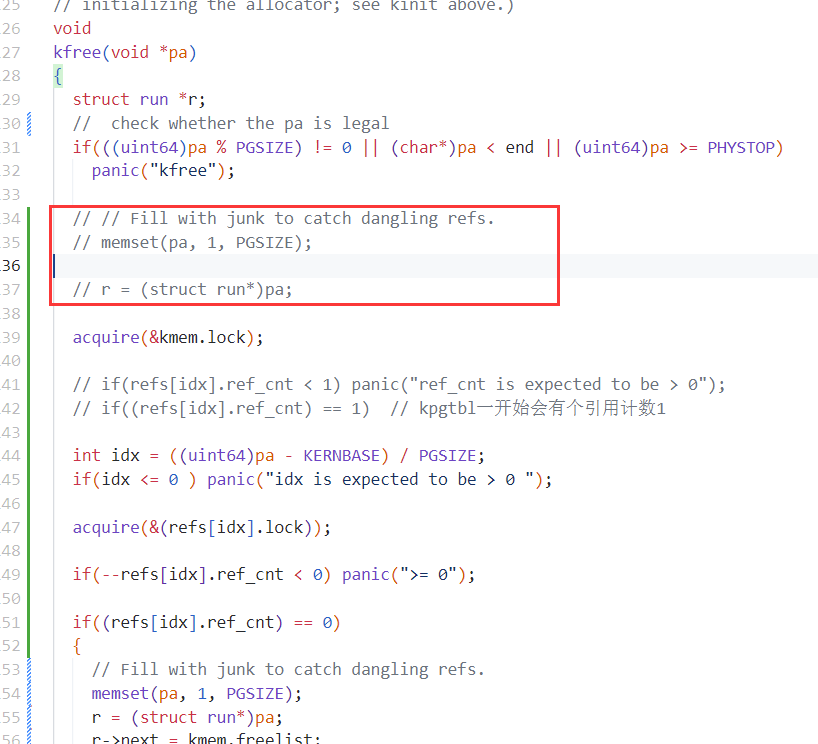 25 // initializing the allocator; see kinit above.)
26 void
27 kfree(void *pa)
28 {
29 struct run *r;
30 //  check whether the pa is legal
31 if(((uint64)pa % PGSIZE) != 0 || (char*)pa < end || (uint64)pa >= PHYSTOP)
32 panic("kfree");
33
34 // // Fill with junk to catch dangling refs.
35 // memset(pa, 1, PGSIZE);
36
37 // r = (struct run*)pa;
38
39 acquire(&kmem.lock);
40
41 // if(refs[idx].ref_cnt < 1) panic("ref_cnt is expected to be > 0");
42 // if((refs[idx].ref_cnt) == 1)  // kpgtbl一开始会有个引用计数1
43
44 int idx = ((uint64)pa - KERNBASE) / PGSIZE;
45 if(idx <= 0 ) panic("idx is expected to be > 0 ");
46
47 acquire(&(refs[idx].lock));
48
49 if(--refs[idx].ref_cnt < 0) panic(">= 0");
50
51 if((refs[idx].ref_cnt) == 0)
52 {
53 // Fill with junk to catch dangling refs.
54 memset(pa, 1, PGSIZE);
55 r = (struct run*)pa;
56 r->next = kmem.freelist;